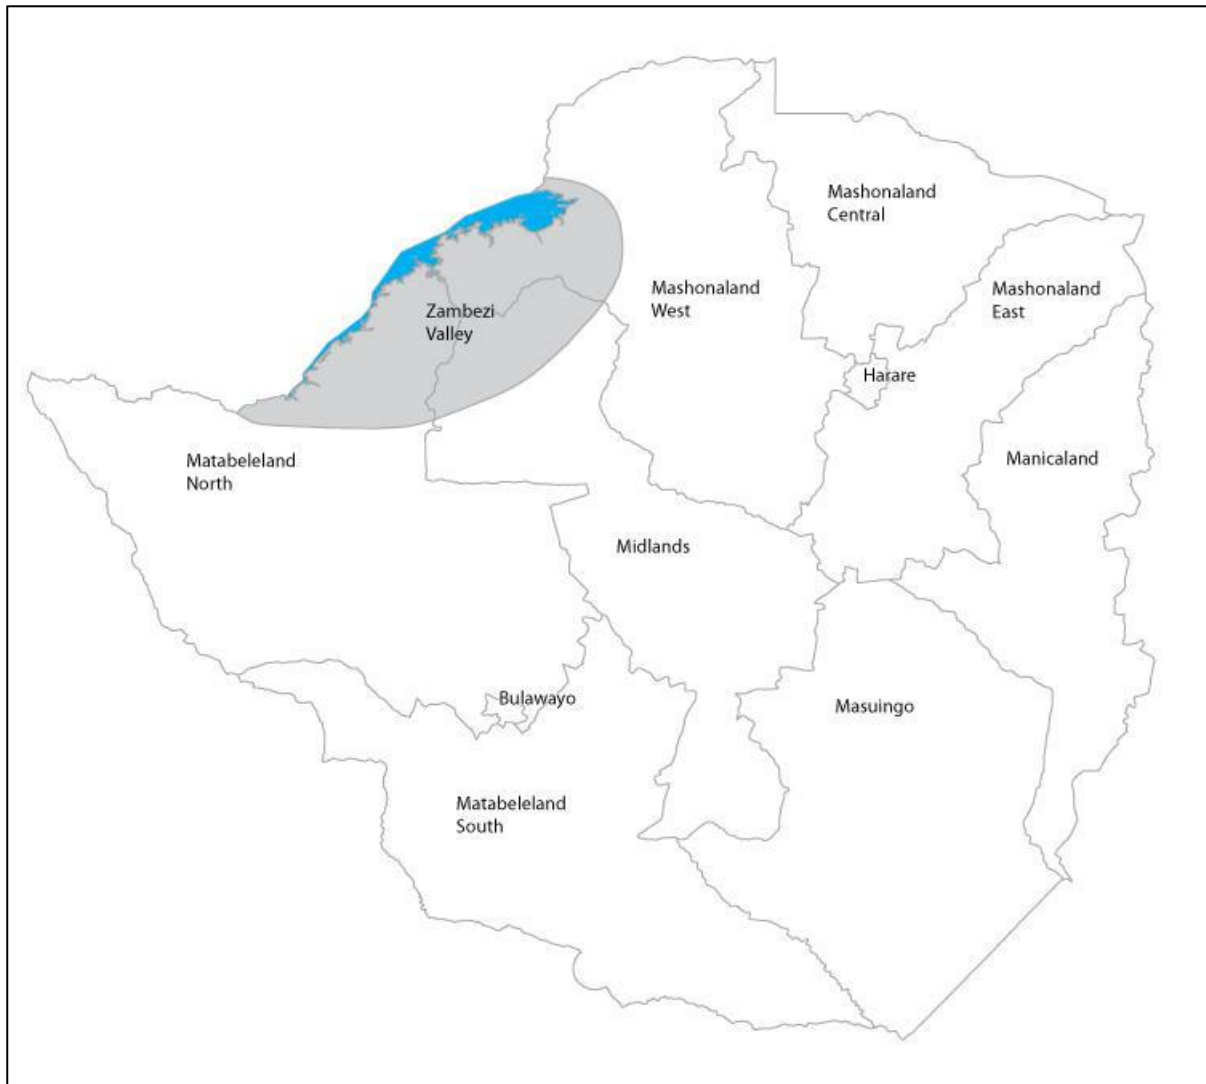 Mashonaland
Central
Mashonaland
West
Mashonaland
East
Zambezi
Valley
Harare
Matabeleland
North
Manicaland
Midlands
Bulawayo
Masuingo
Matabeleland
South